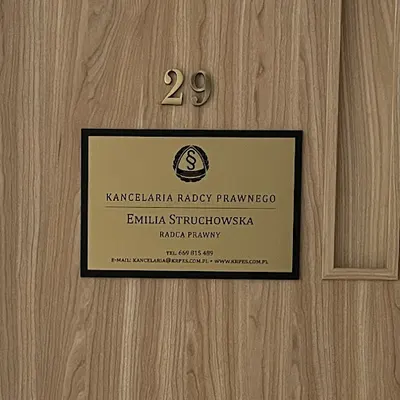 29
§
KANCELARIA RADCY PRAWNEGO
EMILIA STRUCHOWSKA
RADCA PRAWNY
TEL. 669 815 489
E-MAIL: KANCELARIA@KRPES.COM.PL • WWW.KRPES.COM.PL